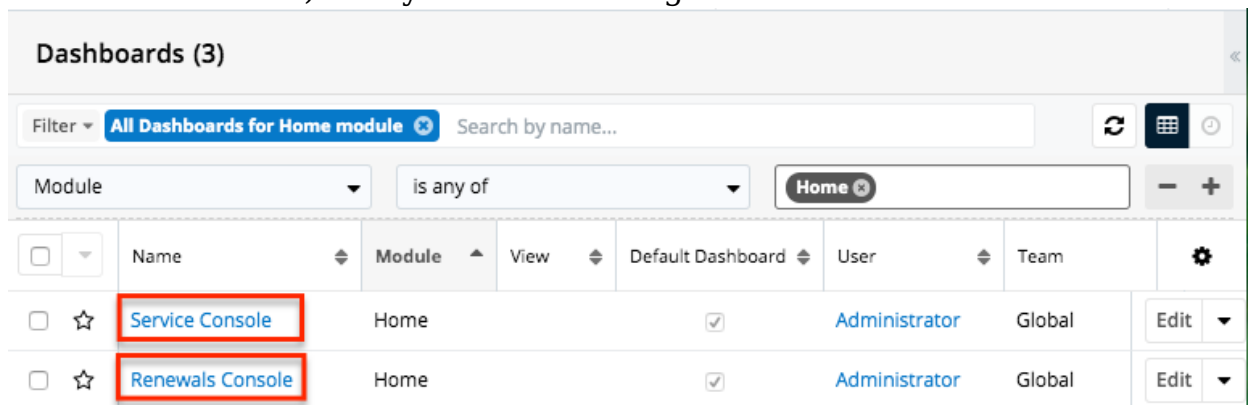 Dashboards (3)
Filter All Dashboards for Home module Search by name...
Module is any of Home
Name Module View Default Dashboard User Team
Service Console Home Administrator Global Edit
Renewals Console Home Administrator Global Edit